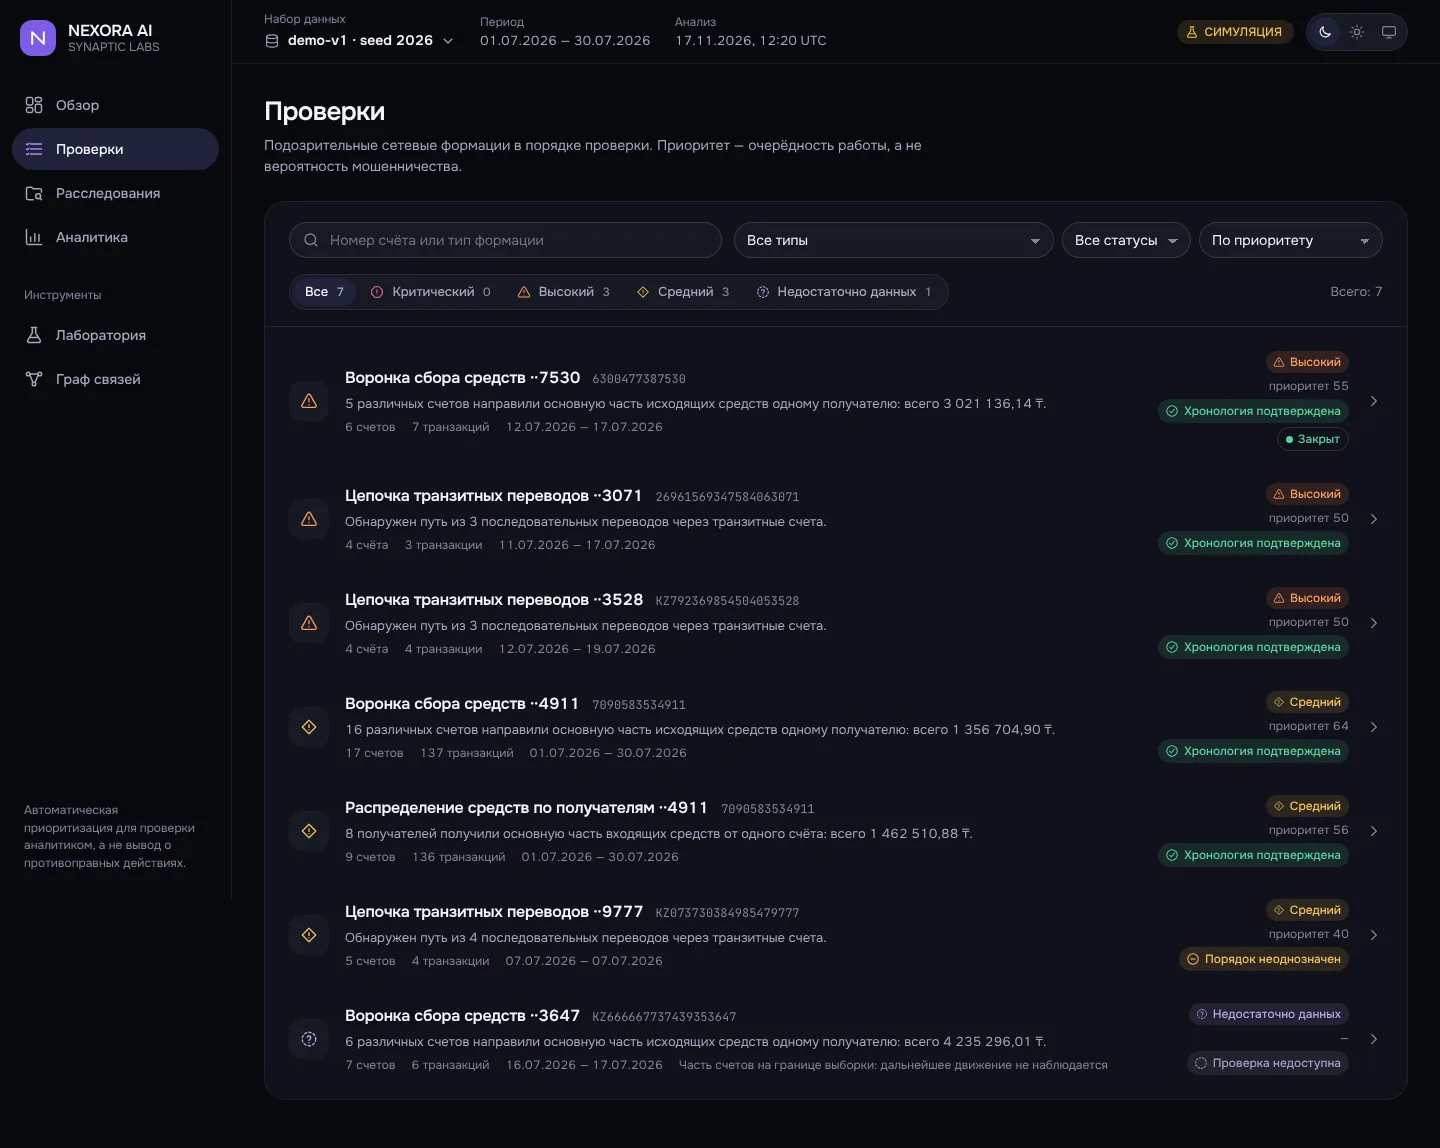 NEXORA AI
SYNAPTIC LABS
Обзор
Проверки
Расследования
Аналитика
Инструменты
Лаборатория
Граф связей
Автоматическая
приоритизация для проверки
аналитиком, а не вывод о
противоправных действиях.
Набор данных
demo-v1 · seed 2026
Период
01.07.2026 — 30.07.2026
Анализ
17.11.2026, 12:20 UTC
СИМУЛЯЦИЯ
Проверки
Подозрительные сетевые формации в порядке проверки. Приоритет — очерёдность работы, а не
вероятность мошенничества.
Номер счёта или тип формации
Все типы
Все статусы
По приоритету
Все 7
Критический 0
Высокий 3
Средний 3
Недостаточно данных 1
Всего: 7
Воронка сбора средств ··7530 6300477387530
5 различных счетов направили основную часть исходящих средств одному получателю: всего 3 021 136,14 ₸.
6 счетов 7 транзакций 12.07.2026 — 17.07.2026
Высокий
приоритет 55
Хронология подтверждена
Закрыт
Цепочка транзитных переводов ··3071 26961569347584063071
Обнаружен путь из 3 последовательных переводов через транзитные счета.
4 счёта 3 транзакции 11.07.2026 — 17.07.2026
Высокий
приоритет 50
Хронология подтверждена
Цепочка транзитных переводов ··3528 KZ792369854504053528
Обнаружен путь из 3 последовательных переводов через транзитные счета.
4 счёта 4 транзакции 12.07.2026 — 19.07.2026
Высокий
приоритет 50
Хронология подтверждена
Воронка сбора средств ··4911 7090583534911
16 различных счетов направили основную часть исходящих средств одному получателю: всего 1 356 704,90 ₸.
17 счетов 137 транзакций 01.07.2026 — 30.07.2026
Средний
приоритет 64
Хронология подтверждена
Распределение средств по получателям ··4911 7090583534911
8 получателей получили основную часть входящих средств от одного счёта: всего 1 462 510,88 ₸.
9 счетов 136 транзакций 01.07.2026 — 30.07.2026
Средний
приоритет 56
Хронология подтверждена
Цепочка транзитных переводов ··9777 KZ073730384985479777
Обнаружен путь из 4 последовательных переводов через транзитные счета.
5 счетов 4 транзакции 07.07.2026 — 07.07.2026
Средний
приоритет 40
Порядок неоднозначен
Воронка сбора средств ··3647 KZ666667737439353647
6 различных счетов направили основную часть исходящих средств одному получателю: всего 4 235 296,01 ₸.
7 счетов 6 транзакций 16.07.2026 — 17.07.2026 Часть счетов на границе выборки: дальнейшее движение не наблюдается
Недостаточно данных
—
Проверка недоступна